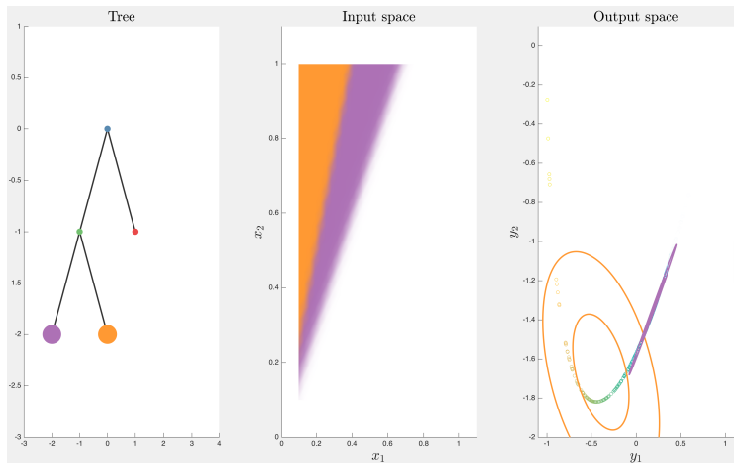 Tree
Input space
Output space
1
0.5
0
-0.5
-1
1.5
-2
-2.5
-3
-3 -2 -1 0 1 2 3 4
1
0.8
0.6
0.4
0.2
0
0 0.2 0.4 0.6 0.8 1
x₂
x₁
0
-0.2
-0.4
-0.6
-0.8
-1
-1.2
-1.4
-1.6
-1.8
-2
-1 -0.5 0 0.5 1
y₂
y₁